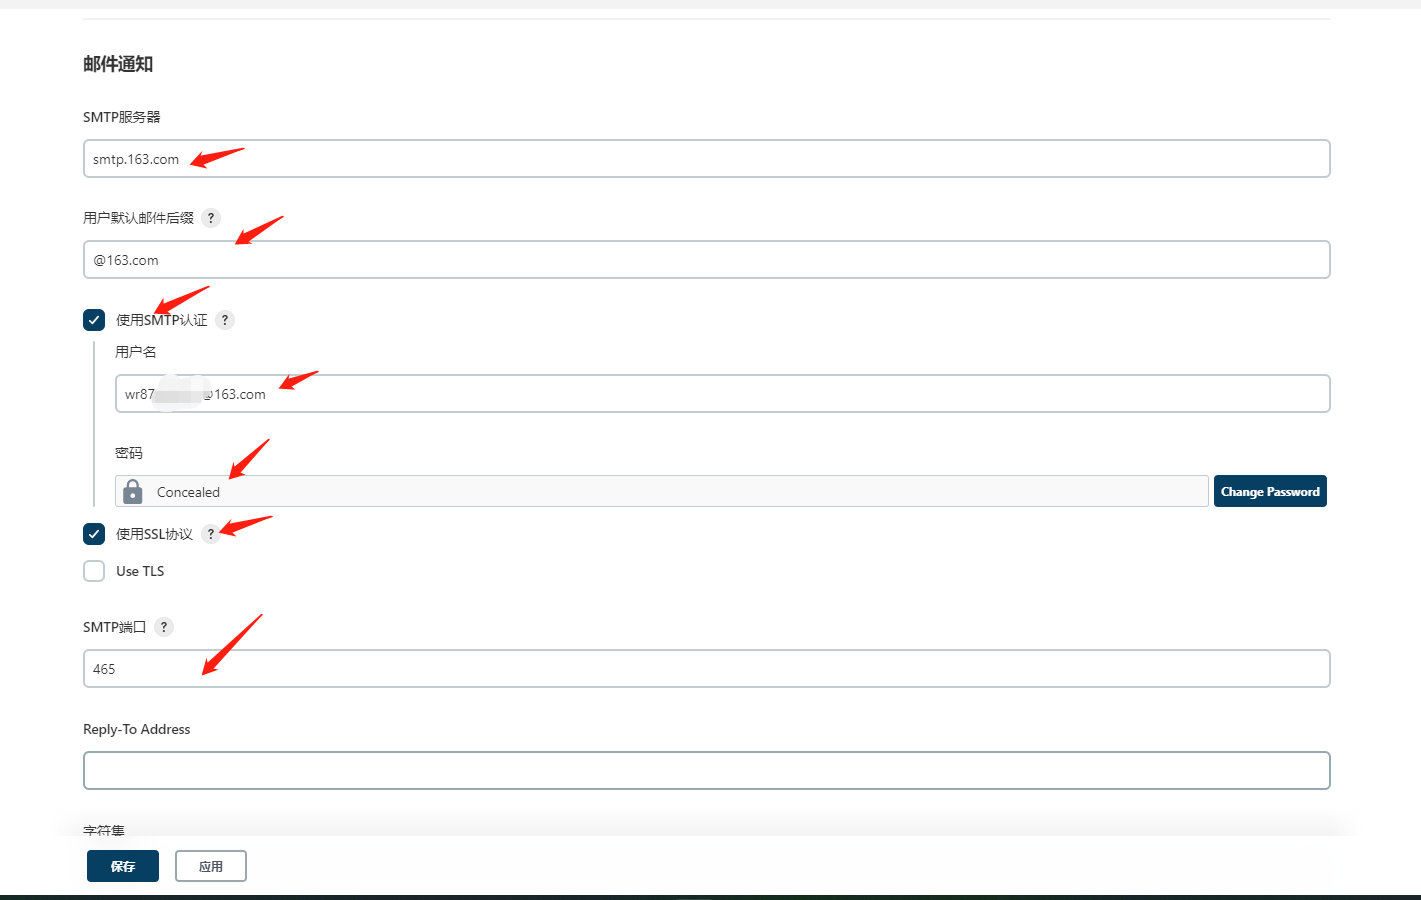 邮件通知
SMTP服务器
smtp.163.com
用户默认邮件后缀 ?
@163.com
使用SMTP认证 ?
用户名
wr87 @163.com
密码
Concealed
Change Password
使用SSL协议 ?
Use TLS
SMTP端口 ?
465
Reply-To Address
字符集
保存
应用